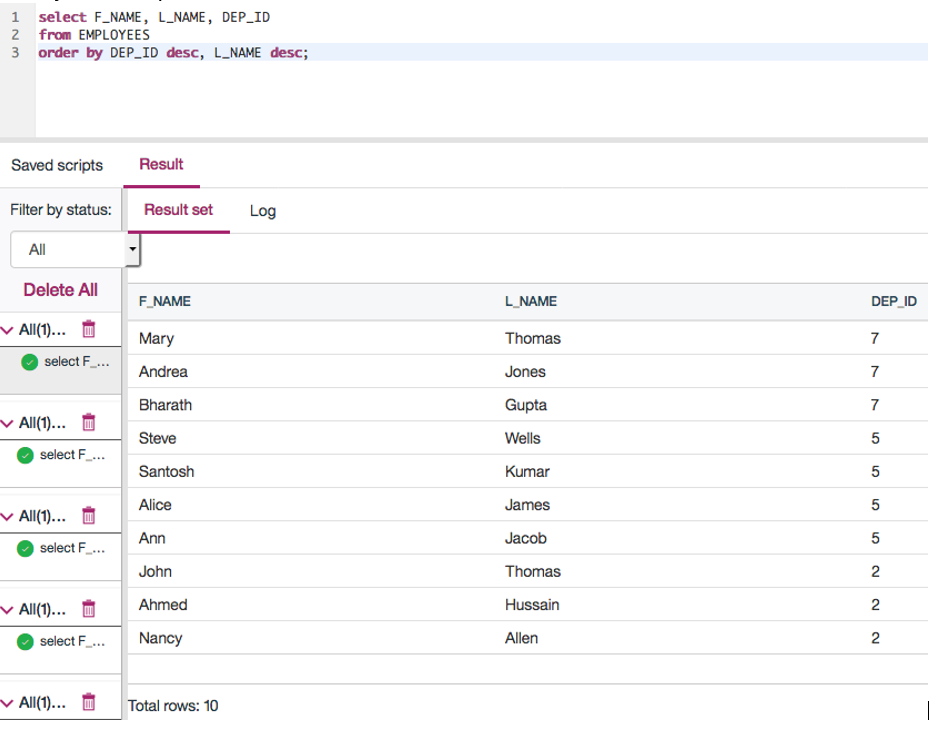 1 select F_NAME, L_NAME, DEP_ID
2 from EMPLOYEES
3 order by DEP_ID desc, L_NAME desc;
Saved scripts Result
Filter by status:
All
Delete All
All(1)...
select F_...
All(1)...
select F_...
All(1)...
select F_...
All(1)...
select F_...
All(1)...
Result set Log
F_NAME L_NAME DEP_ID
Mary Thomas 7
Andrea Jones 7
Bharath Gupta 7
Steve Wells 5
Santosh Kumar 5
Alice James 5
Ann Jacob 5
John Thomas 2
Ahmed Hussain 2
Nancy Allen 2
Total rows: 10